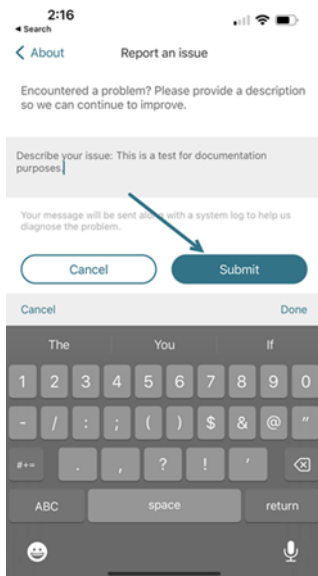 2:16
◄ Search
About
Report an issue
Encountered a problem? Please provide a description
so we can continue to improve.
Describe your issue: This is a test for documentation
purposes.
Your message will be sent along with a system log to help us
diagnose the problem.
Cancel
Submit
Cancel
Done
The You If
1 2 3 4 5 6 7 8 9 0
- / : ; ( ) $ & @ "
#+= . , ? ! '
ABC space return